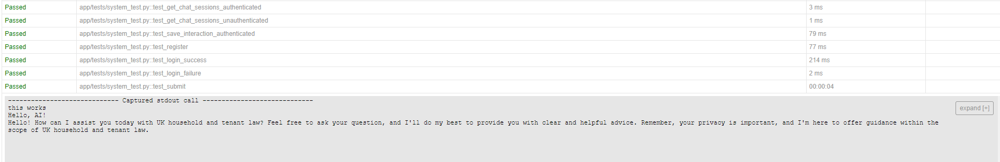 Passed app/tests/system_test.py::test_get_chat_sessions_authenticated 3 ms
Passed app/tests/system_test.py::test_get_chat_sessions_unauthenticated 1 ms
Passed app/tests/system_test.py::test_save_interaction_authenticated 79 ms
Passed app/tests/system_test.py::test_register 77 ms
Passed app/tests/system_test.py::test_login_success 214 ms
Passed app/tests/system_test.py::test_login_failure 2 ms
Passed app/tests/system_test.py::test_submit 00:00:04
----------------------------- Captured stdout call -----------------------------
expand [+]
this works
Hello, AI!
Hello! How can I assist you today with UK household and tenant law? Feel free to ask your question, and I'll do my best to provide you with clear and helpful advice. Remember, your privacy is important, and I'm here to offer guidance within the
scope of UK household and tenant law.